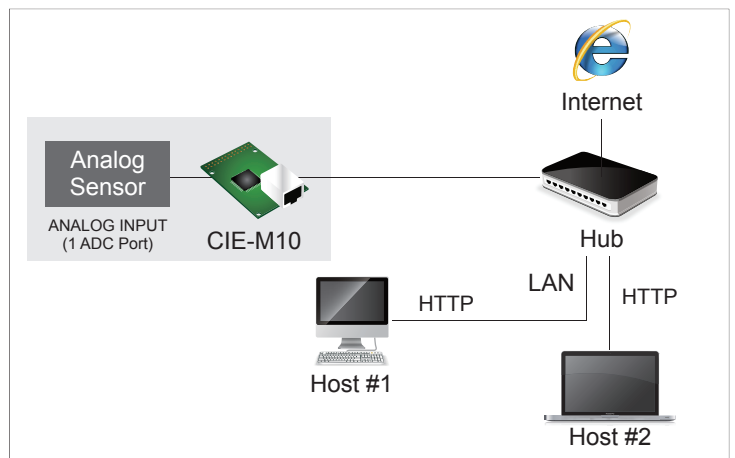 Internet
Analog
Sensor
ANALOG INPUT
(1 ADC Port)
CIE-M10
Hub
LAN
HTTP
HTTP
Host #1
Host #2